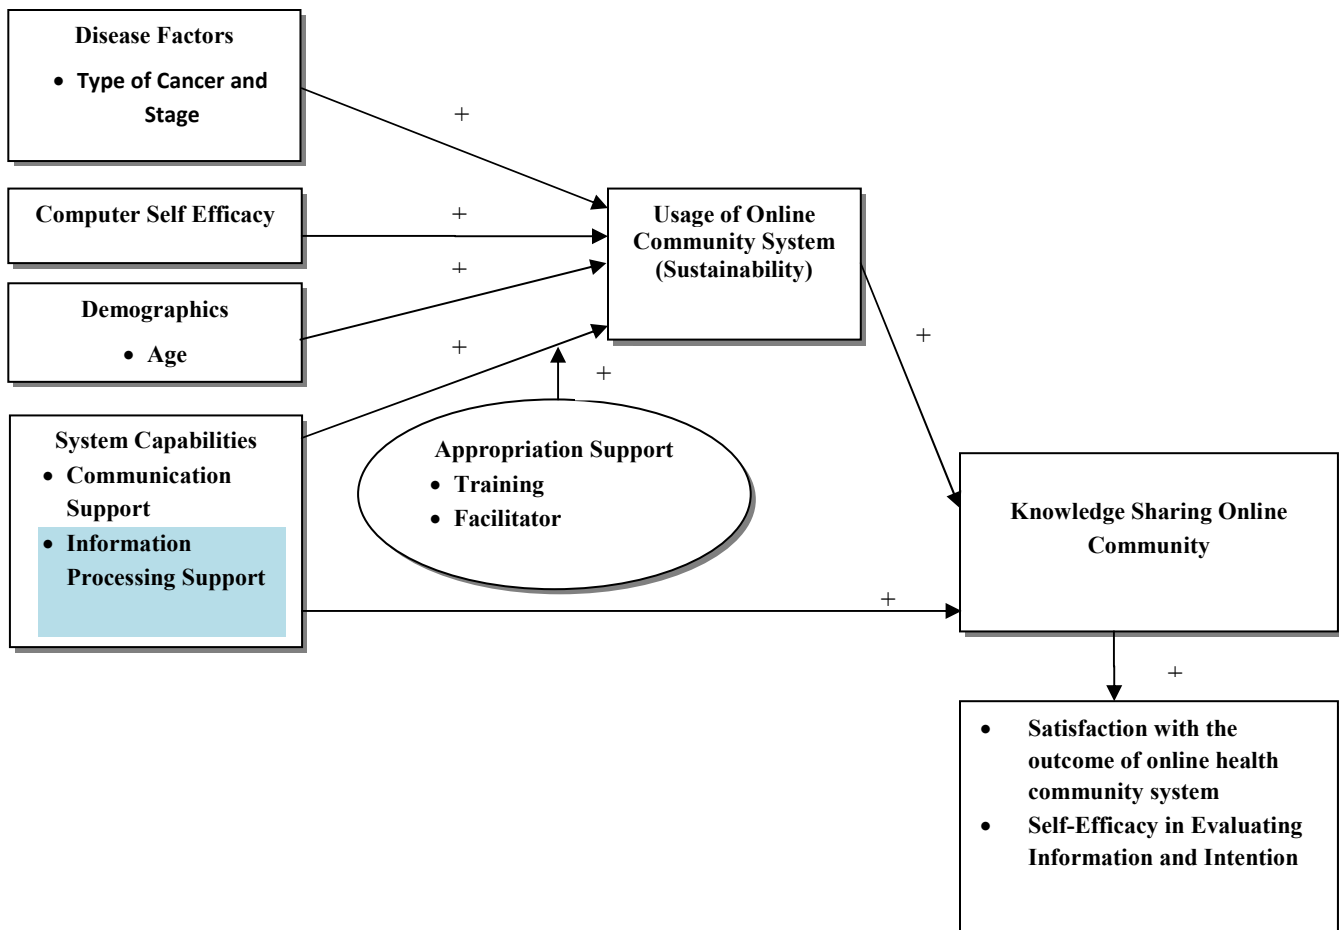 Disease Factors
• Type of Cancer and
Stage
+
Computer Self Efficacy
+
Demographics
• Age
+
System Capabilities
• Communication
Support
• Information
Processing Support
+
Appropriation Support
• Training
• Facilitator
+
Usage of Online
Community System
(Sustainability)
+
+
Knowledge Sharing Online
Community
+
• Satisfaction with the
outcome of online health
community system
• Self-Efficacy in Evaluating
Information and Intention